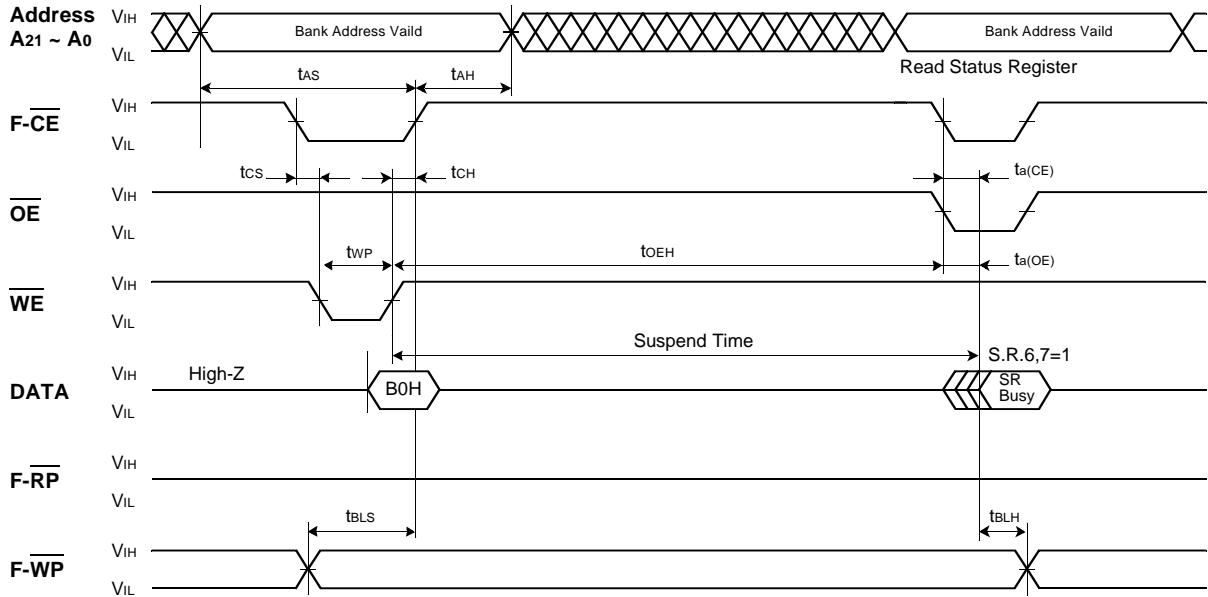 Address
A21 ~ A0
VIH
VIL
Bank Address Vaild
Bank Address Vaild
Read Status Register
tAS
tAH
F-CE
VIH
VIL
tCS
tCH
ta(CE)
OE
VIH
VIL
tWP
tOEH
ta(OE)
WE
VIH
VIL
Suspend Time
S.R.6,7=1
DATA
VIH
VIL
High-Z
B0H
SR
Busy
F-RP
VIH
VIL
tBLS
tBLH
F-WP
VIH
VIL